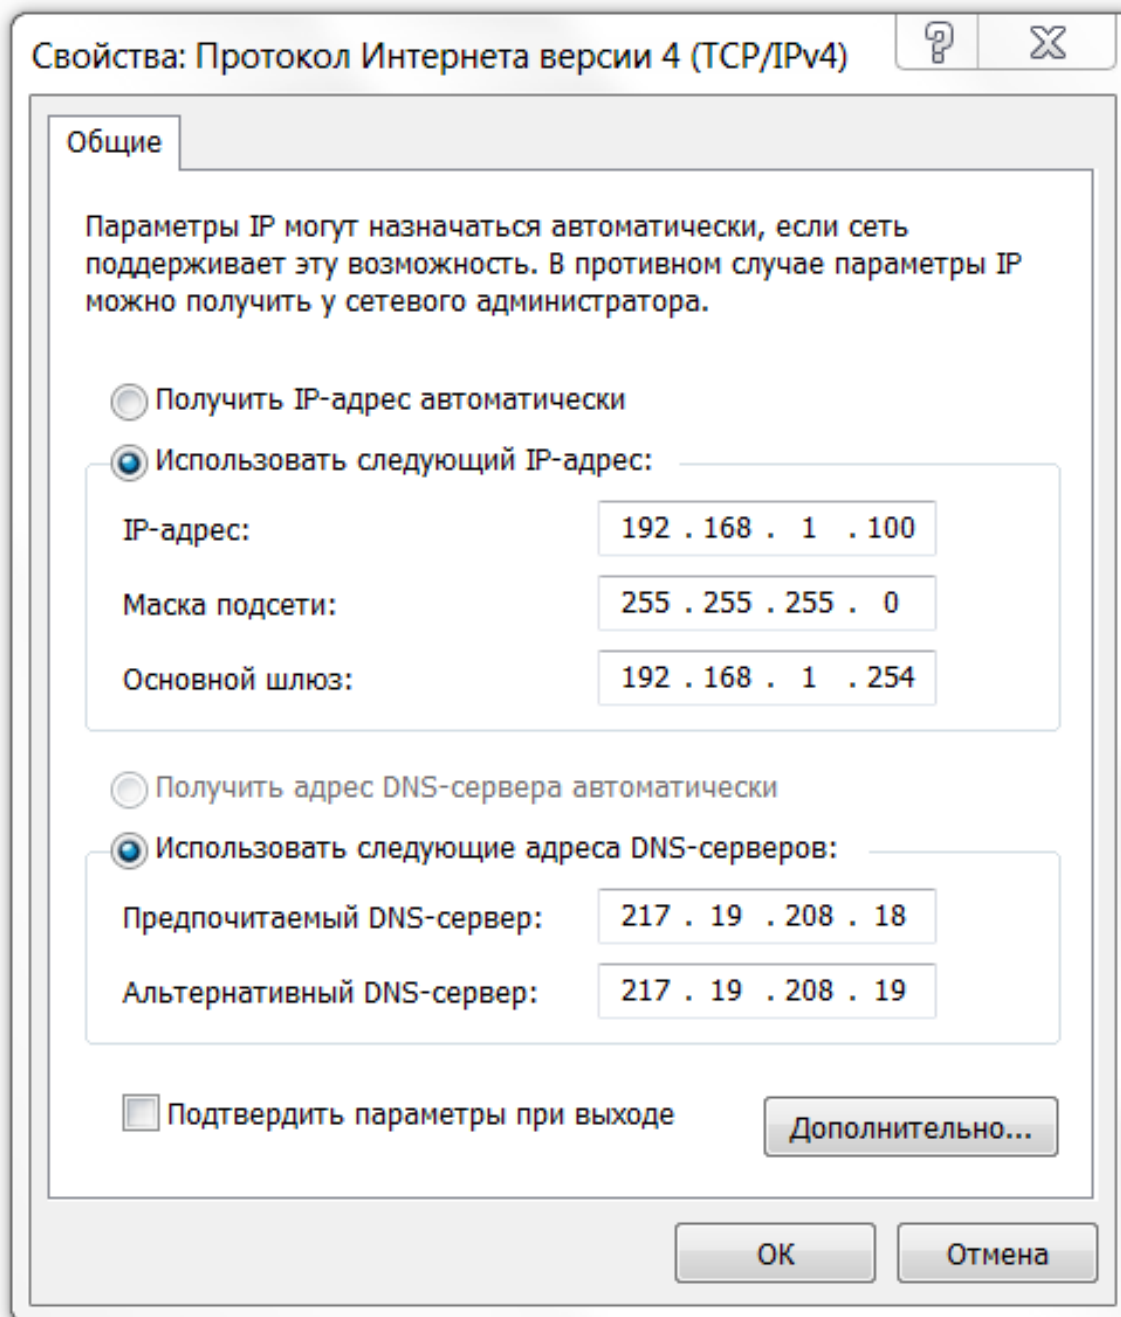 Свойства: Протокол Интернета версии 4 (TCP/IPv4)
Общие
Параметры IP могут назначаться автоматически, если сеть
поддерживает эту возможность. В противном случае параметры IP
можно получить у сетевого администратора.
Получить IP-адрес автоматически
Использовать следующий IP-адрес:
IP-адрес: 192 . 168 . 1 . 100
Маска подсети: 255 . 255 . 255 . 0
Основной шлюз: 192 . 168 . 1 . 254
Получить адрес DNS-сервера автоматически
Использовать следующие адреса DNS-серверов:
Предпочитаемый DNS-сервер: 217 . 19 . 208 . 18
Альтернативный DNS-сервер: 217 . 19 . 208 . 19
Подтвердить параметры при выходе
Дополнительно...
ОК Отмена